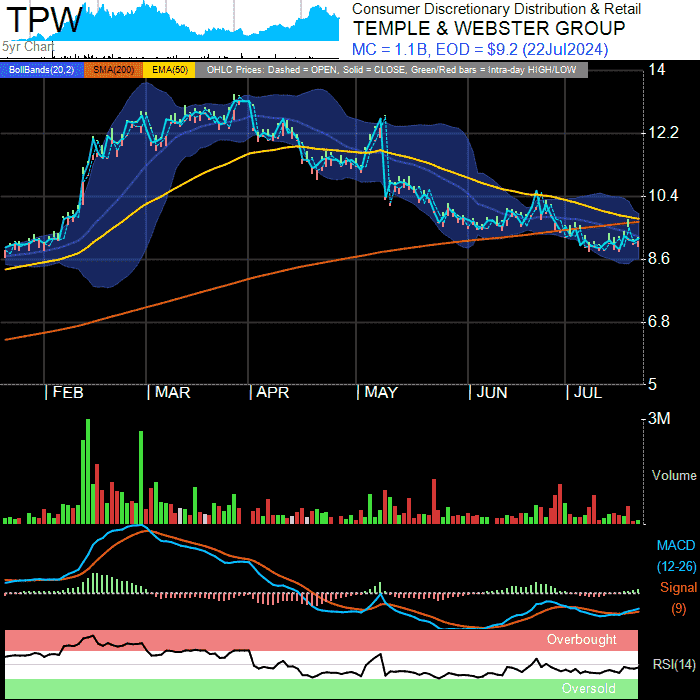 TPW
5yr Chart
Consumer Discretionary Distribution & Retail
TEMPLE & WEBSTER GROUP
MC = 1.1B, EOD = $9.2 (22Jul2024)
BollBands(20,2) SMA(200) EMA(50) OHLC Prices: Dashed = OPEN, Solid = CLOSE, Green/Red bars = Intra-day HIGH/LOW
14
12.2
10.4
8.6
6.8
5
| FEB | MAR | APR | MAY | JUN | JUL
3M
Volume
MACD
(12-26)
Signal
(9)
Overbought
RSI(14)
Oversold